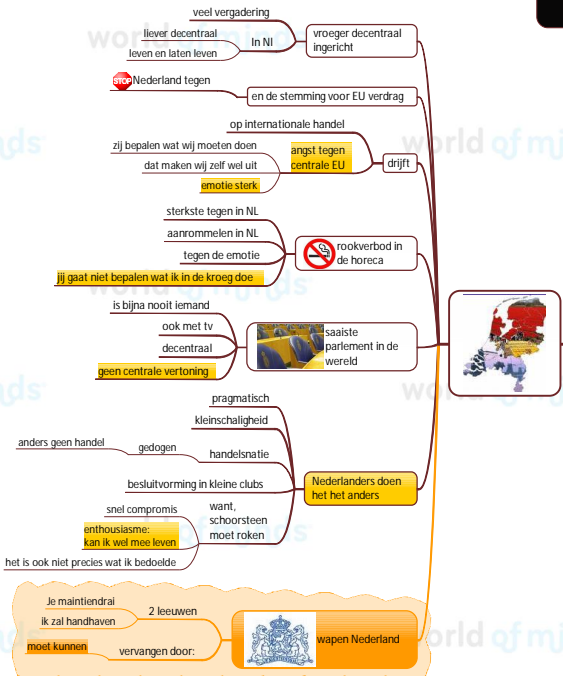 veel vergadering
liever decentraal
leven en laten leven
In Nl
vroeger decentraal
ingericht
STOP
Nederland tegen
en de stemming voor EU verdrag
op internationale handel
zij bepalen wat wij moeten doen
dat maken wij zelf wel uit
emotie sterk
angst tegen
centrale EU
drijft
sterkste tegen in NL
aanrommelen in NL
tegen de emotie
jij gaat niet bepalen wat ik in de kroeg doe
rookverbod in
de horeca
is bijna nooit iemand
ook met tv
decentraal
geen centrale vertoning
saaiste
parlement in de
wereld
pragmatisch
kleinschaligheid
anders geen handel
gedogen
handelsnatie
besluitvorming in kleine clubs
snel compromis
enthousiasme:
kan ik wel mee leven
het is ook niet precies wat ik bedoelde
want,
schoorsteen
moet roken
Nederlanders doen
het het anders
Je maintiendrai
ik zal handhaven
2 leeuwen
moet kunnen
vervangen door:
wapen Nederland
world of minds